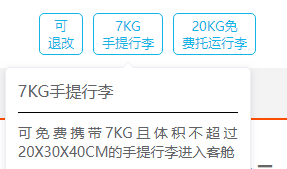 可
退改
7KG
手提行李
20KG免
费托运行李
7KG手提行李
可免费携带7KG且体积不超过
20X30X40CM的手提行李进入客舱